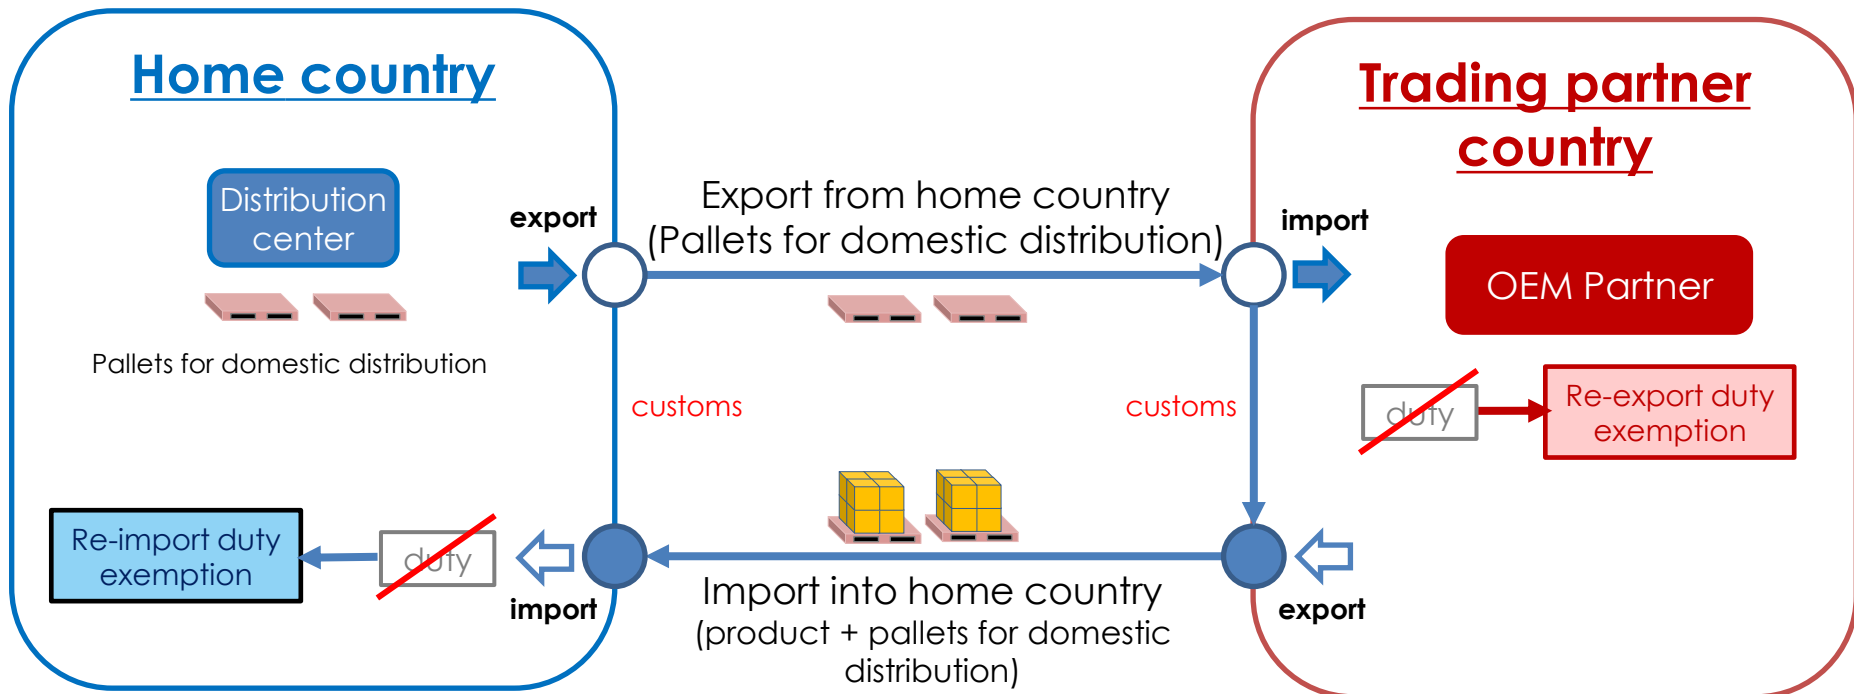 Home country
Trading partner
country
Distribution
center
export
Export from home country
(Pallets for domestic distribution)
import
OEM Partner
Pallets for domestic distribution
customs
customs
duty
Re-export duty
exemption
Re-import duty
exemption
duty
import
Import into home country
(product + pallets for domestic
distribution)
export